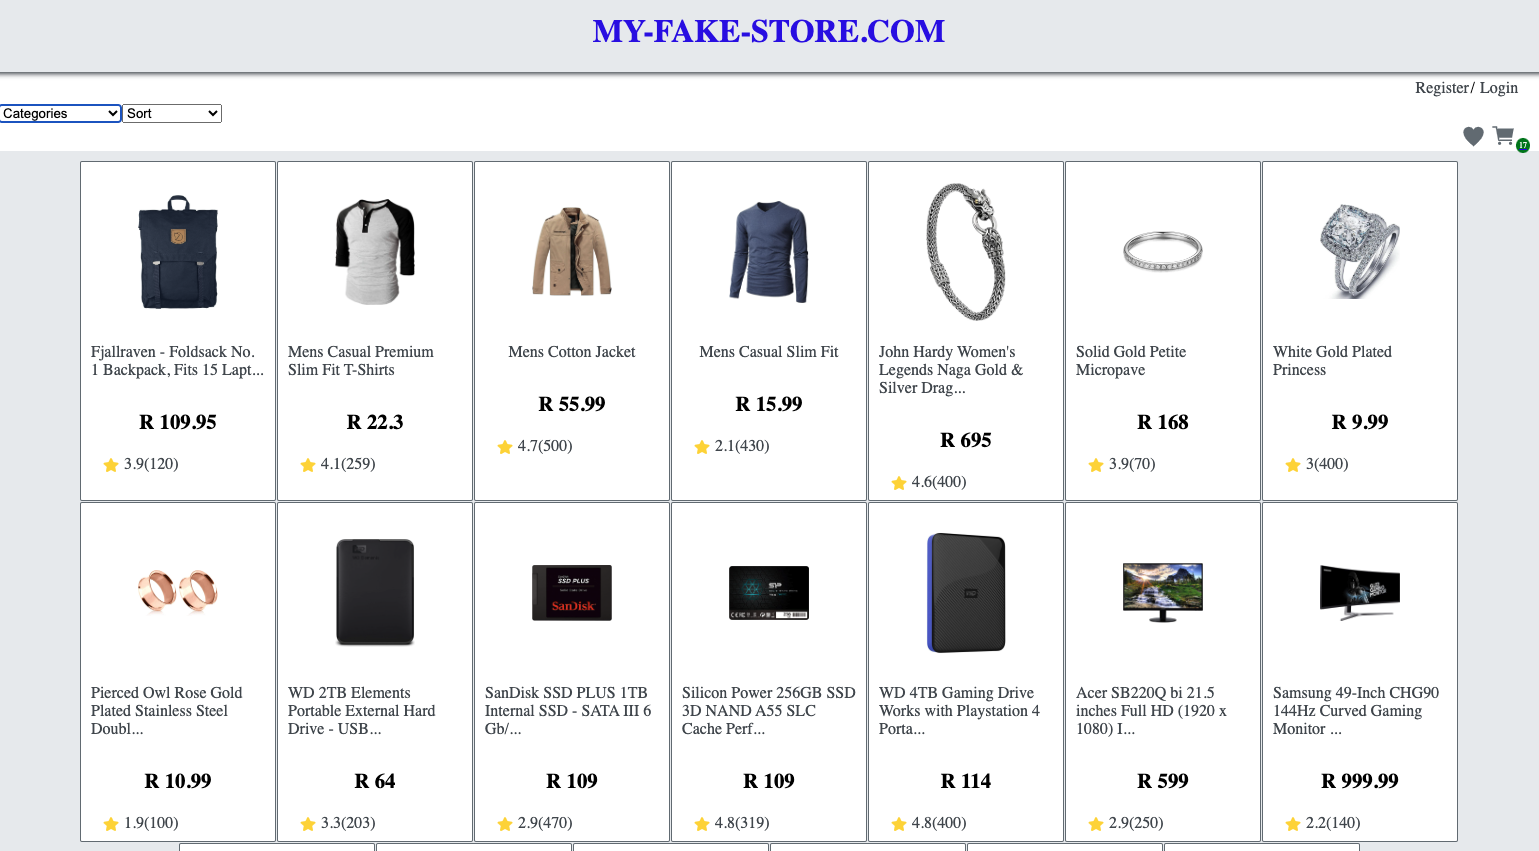 MY-FAKE-STORE.COM
Register/ Login
Categories Sort
17
Fjallraven - Foldsack No.
1 Backpack, Fits 15 Lapt...
R 109.95
3.9(120)
Mens Casual Premium
Slim Fit T-Shirts
R 22.3
4.1(259)
Mens Cotton Jacket
R 55.99
4.7(500)
Mens Casual Slim Fit
R 15.99
2.1(430)
John Hardy Women's
Legends Naga Gold &
Silver Drag...
R 695
4.6(400)
Solid Gold Petite
Micropave
R 168
3.9(70)
White Gold Plated
Princess
R 9.99
3(400)
Pierced Owl Rose Gold
Plated Stainless Steel
Doubl...
R 10.99
1.9(100)
WD 2TB Elements
Portable External Hard
Drive - USB...
R 64
3.3(203)
SSD PLUS
SanDisk
SanDisk SSD PLUS 1TB
Internal SSD - SATA III 6
Gb/...
R 109
2.9(470)
SP
Silicon Power 256GB SSD
3D NAND A55 SLC
Cache Perf...
R 109
4.8(319)
WD
WD 4TB Gaming Drive
Works with Playstation 4
Porta...
R 114
4.8(400)
Acer SB220Q bi 21.5
inches Full HD (1920 x
1080) I...
R 599
2.9(250)
Samsung 49-Inch CHG90
144Hz Curved Gaming
Monitor ...
R 999.99
2.2(140)